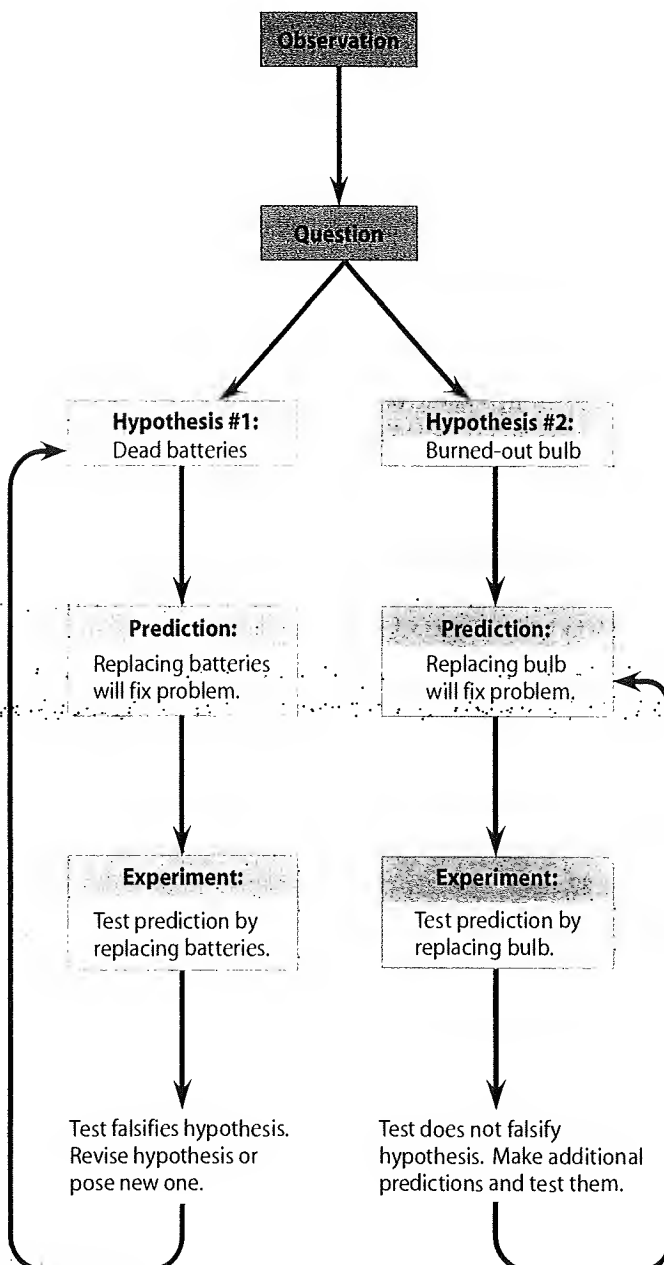 Observation
Question
Hypothesis #1:
Dead batteries
Prediction:
Replacing batteries
will fix problem.
Experiment:
Test prediction by
replacing batteries.
Test falsifies hypothesis.
Revise hypothesis or
pose new one.
Hypothesis #2:
Burned-out bulb
Prediction:
Replacing bulb
will fix problem.
Experiment:
Test prediction by
replacing bulb.
Test does not falsify
hypothesis. Make additional
predictions and test them.